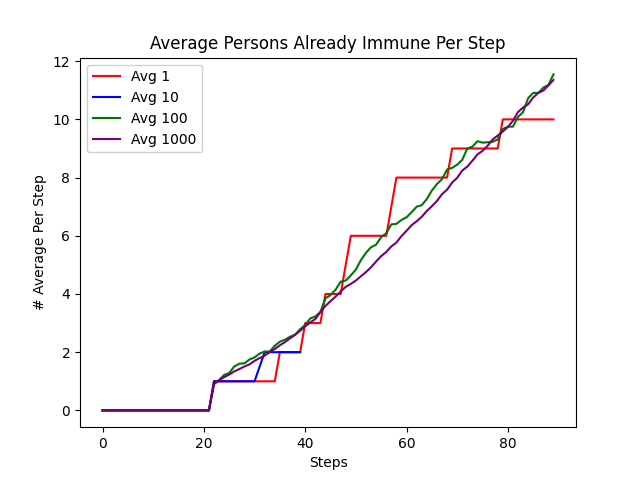 Average Persons Already Immune Per Step
Avg 1
Avg 10
Avg 100
Avg 1000
# Average Per Step
12
10
8
6
4
2
0
0 20 40 60 80
Steps